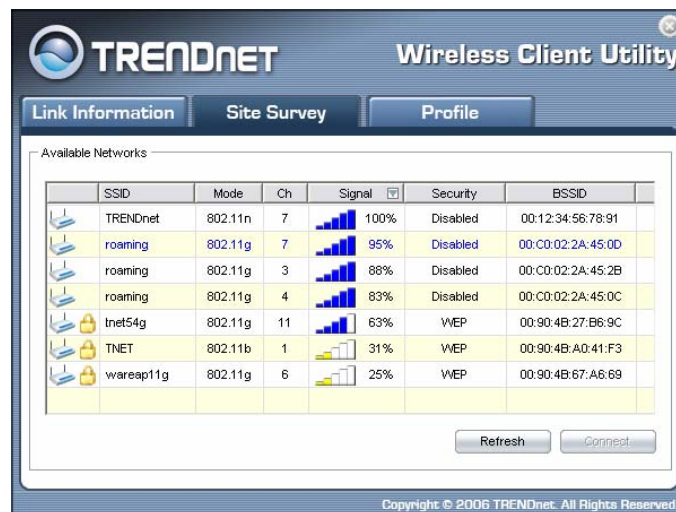 TRENDnet
Wireless Client Utility
Link Information Site Survey Profile
Available Networks
SSID Mode Ch Signal Security BSSID
TRENDnet 802.11n 7 100% Disabled 00:12:34:56:78:91
roaming 802.11g 7 95% Disabled 00:C0:02:2A:45:0D
roaming 802.11g 3 88% Disabled 00:C0:02:2A:45:2B
roaming 802.11g 4 83% Disabled 00:C0:02:2A:45:0C
tnet54g 802.11g 11 63% WEP 00:90:4B:27:B6:9C
TNET 802.11b 1 31% WEP 00:90:4B:A0:41:F3
wareap11g 802.11g 6 25% WEP 00:90:4B:67:A6:69
Refresh Connect
Copyright © 2006 TRENDnet. All Rights Reserved